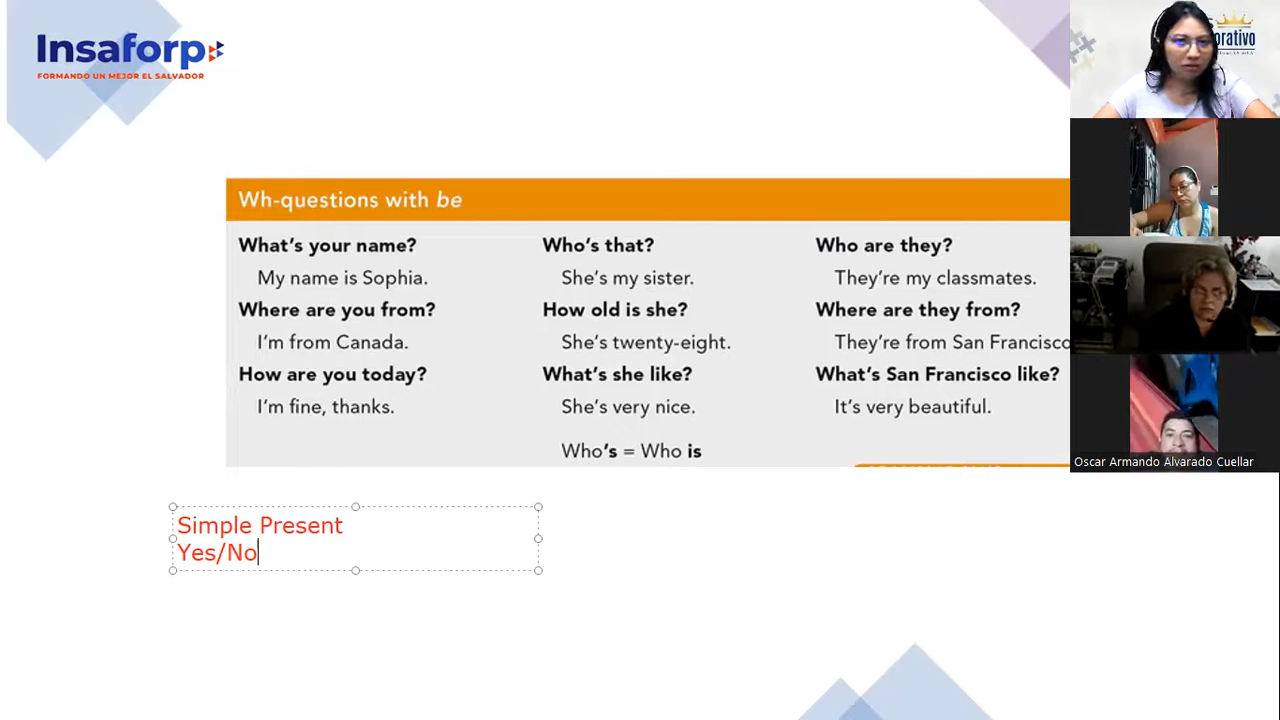 Insaforp
FORMANDO UN MEJOR EL SALVADOR
orativo
Wh-questions with be
What's your name?
My name is Sophia.
Where are you from?
I'm from Canada.
How are you today?
I'm fine, thanks.
Who's that?
She's my sister.
How old is she?
She's twenty-eight.
What's she like?
She's very nice.
Who's = Who is
Who are they?
They're my classmates.
Where are they from?
They're from San Francisco
What's San Francisco like?
It's very beautiful.
Oscar Armando Alvarado Cuellar
Simple Present
Yes/No